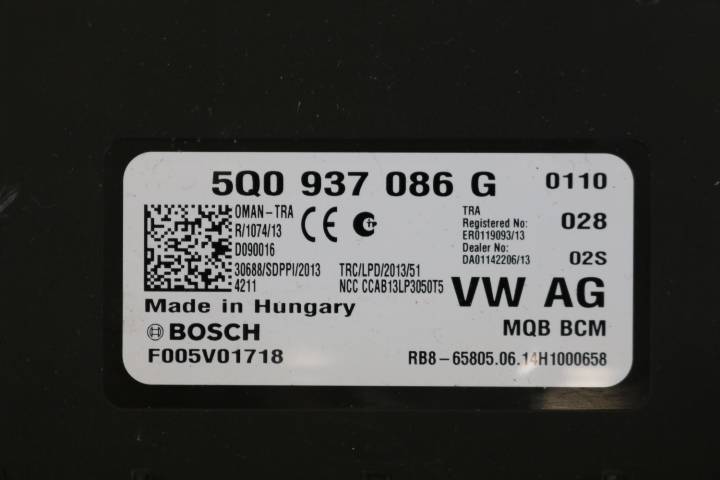 5Q0 937 086 G 0110
OMAN-TRA
R/1074/13
D090016
CE
TRA
Registered No:
ER0119093/13
Dealer No:
DA01142206/13
028
02S
30688/SDPPI/2013
4211
TRC/LPD/2013/51
NCC CCAB13LP3050T5
VW AG
Made in Hungary
BOSCH
MQB BCM
F005V01718
RB8-65805.06.14H1000658